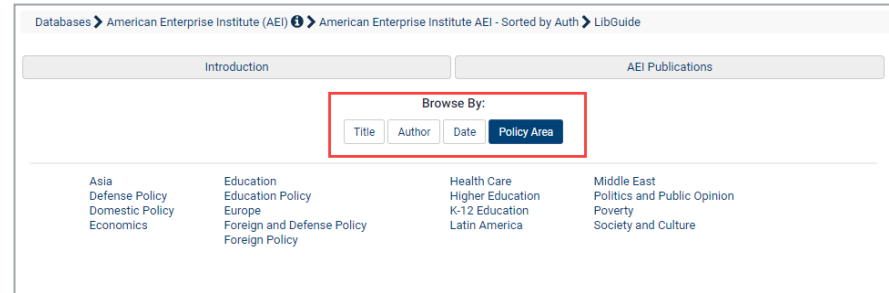 Databases > American Enterprise Institute (AEI) > American Enterprise Institute AEI - Sorted by Auth > LibGuide
Introduction
AEI Publications
Browse By:
Title Author Date Policy Area
Asia
Defense Policy
Domestic Policy
Economics
Education
Education Policy
Europe
Foreign and Defense Policy
Foreign Policy
Health Care
Higher Education
K-12 Education
Latin America
Middle East
Politics and Public Opinion
Poverty
Society and Culture